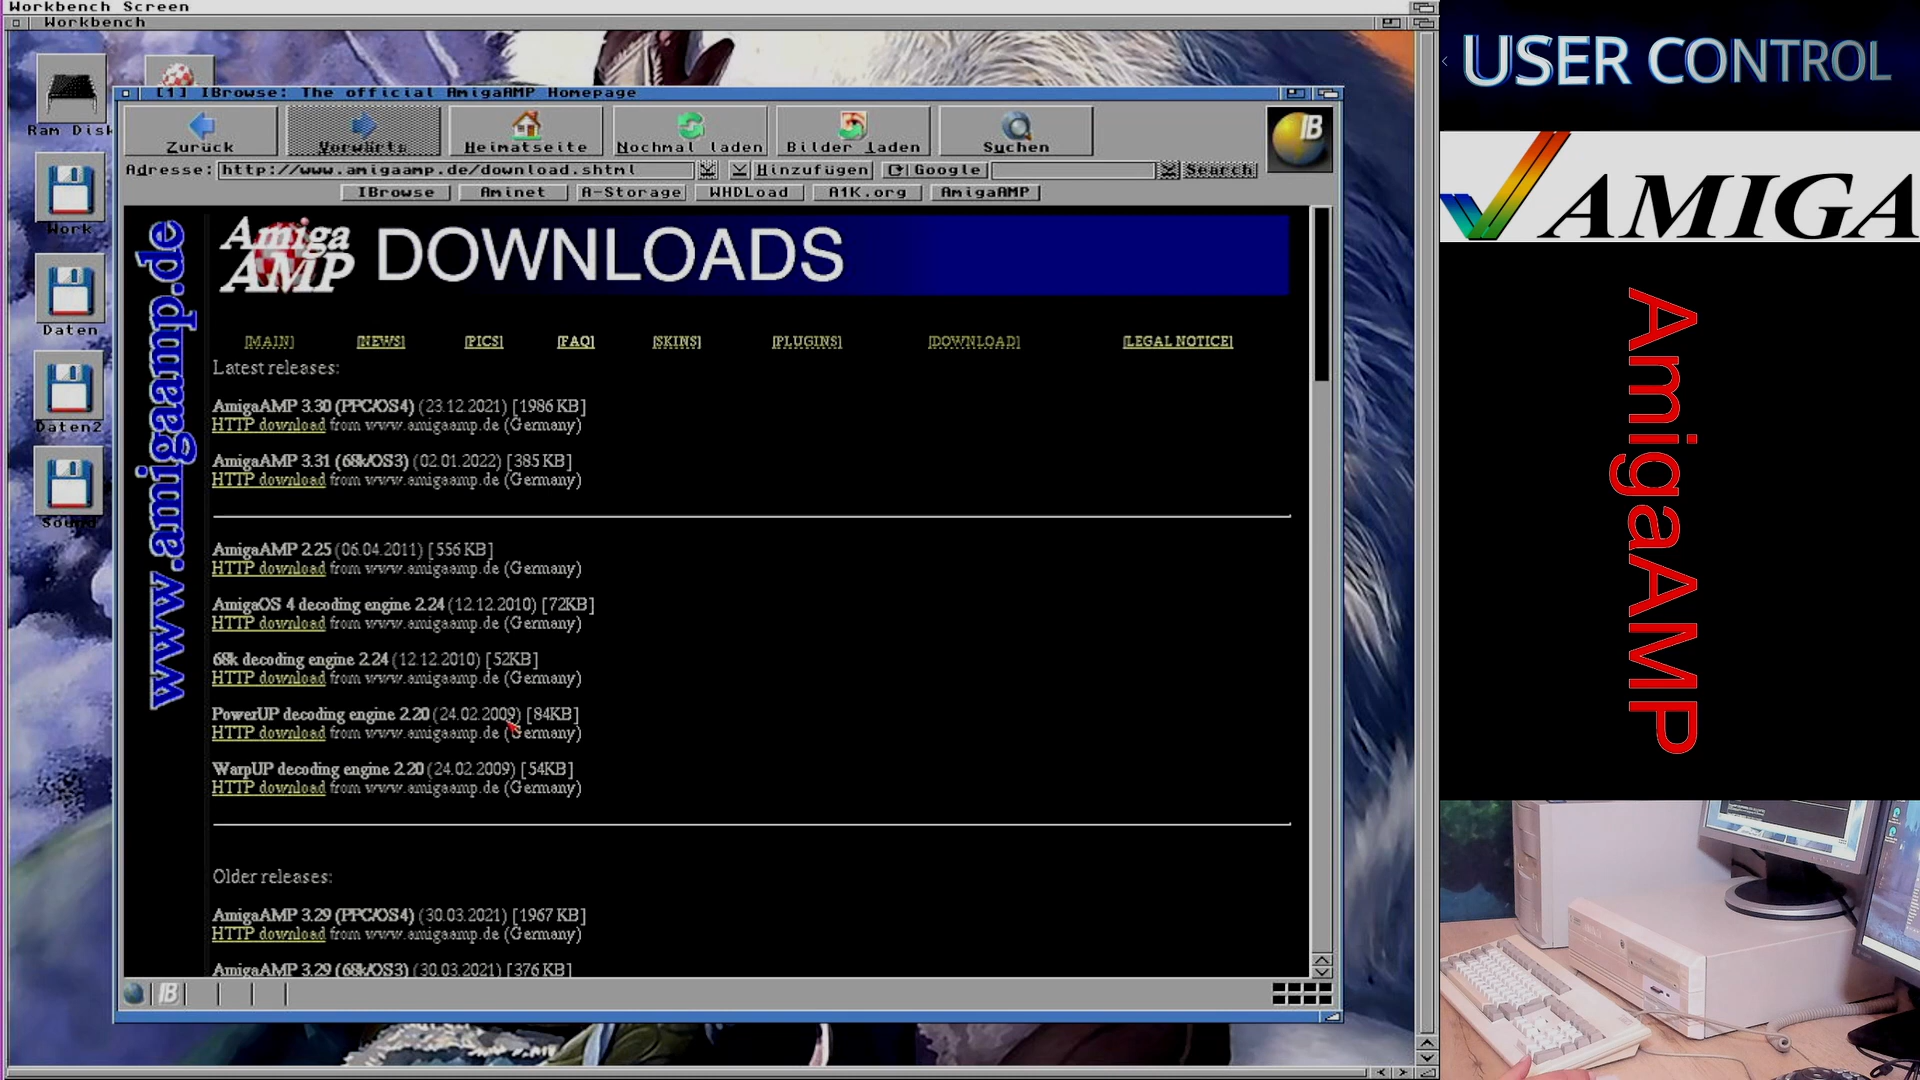 Workbench Screen
Workbench
[1] IBrowse: The official AmigaAMP Homepage
Zurück
Vorwärts
Heimatseite
Nochmal laden
Bilder laden
Suchen
IB
Adresse: http://www.amigaamp.de/download.shtml
Hinzufügen
Google
Search
IBrowse
Aminet
A-Storage
WHDLoad
A1K.org
AmigaAMP
Ram Disk
Work
Daten
Daten2
Sound
www.amigaamp.de
Amiga AMP DOWNLOADS
[MAIN] [NEWS] [PICS] [FAQ] [SKINS] [PLUGINS] [DOWNLOAD] [LEGAL NOTICE]
Latest releases:
AmigaAMP 3.30 (PPC/OS4) (23.12.2021) [1986 KB]
HTTP download from www.amigaamp.de (Germany)
AmigaAMP 3.31 (68k/OS3) (02.01.2022) [385 KB]
HTTP download from www.amigaamp.de (Germany)
AmigaAMP 2.25 (06.04.2011) [556 KB]
HTTP download from www.amigaamp.de (Germany)
AmigaOS 4 decoding engine 2.24 (12.12.2010) [72KB]
HTTP download from www.amigaamp.de (Germany)
68k decoding engine 2.24 (12.12.2010) [52KB]
HTTP download from www.amigaamp.de (Germany)
PowerUP decoding engine 2.20 (24.02.2009) [84KB]
HTTP download from www.amigaamp.de (Germany)
WarpUP decoding engine 2.20 (24.02.2009) [54KB]
HTTP download from www.amigaamp.de (Germany)
Older releases:
AmigaAMP 3.29 (PPC/OS4) (30.03.2021) [1967 KB]
HTTP download from www.amigaamp.de (Germany)
AmigaAMP 3.29 (68k/OS3) (30.03.2021) [376 KB]
IB
USER CONTROL
AMIGA
AmigaAMP